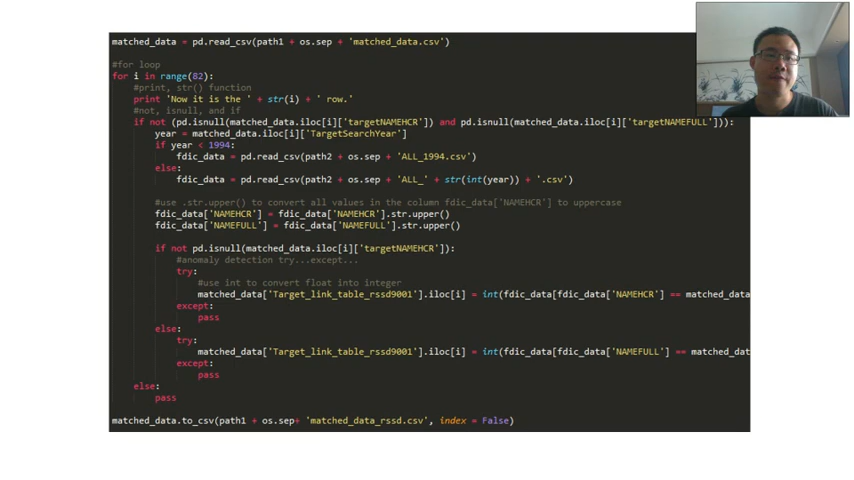 matched_data = pd.read_csv(path1 + os.sep + 'matched_data.csv')
#for loop
for i in range(82):
#print, str() function
print 'Now it is the ' + str(i) + ' row.'
#not, isnull, and if
if not (pd.isnull(matched_data.iloc[i]['targetNAMEHCR']) and pd.isnull(matched_data.iloc[i]['targetNAMEFULL'])):
year = matched_data.iloc[i]['TargetSearchYear']
if year < 1994:
fdic_data = pd.read_csv(path2 + os.sep + 'ALL_1994.csv')
else:
fdic_data = pd.read_csv(path2 + os.sep + 'ALL_' + str(int(year)) + '.csv')
#use .str.upper() to convert all values in the column fdic_data['NAMEHCR'] to uppercase
fdic_data['NAMEHCR'] = fdic_data['NAMEHCR'].str.upper()
fdic_data['NAMEFULL'] = fdic_data['NAMEFULL'].str.upper()
if not pd.isnull(matched_data.iloc[i]['targetNAMEHCR']):
#anomaly detection try...except...
try:
#use int to convert float into integer
matched_data['Target_link_table_rssd9001'].iloc[i] = int(fdic_data[fdic_data['NAMEHCR'] == matched_data
except:
pass
else:
try:
matched_data['Target_link_table_rssd9001'].iloc[i] = int(fdic_data[fdic_data['NAMEFULL'] == matched_da
except:
pass
else:
pass
matched_data.to_csv(path1 + os.sep+ 'matched_data_rssd.csv', index = False)